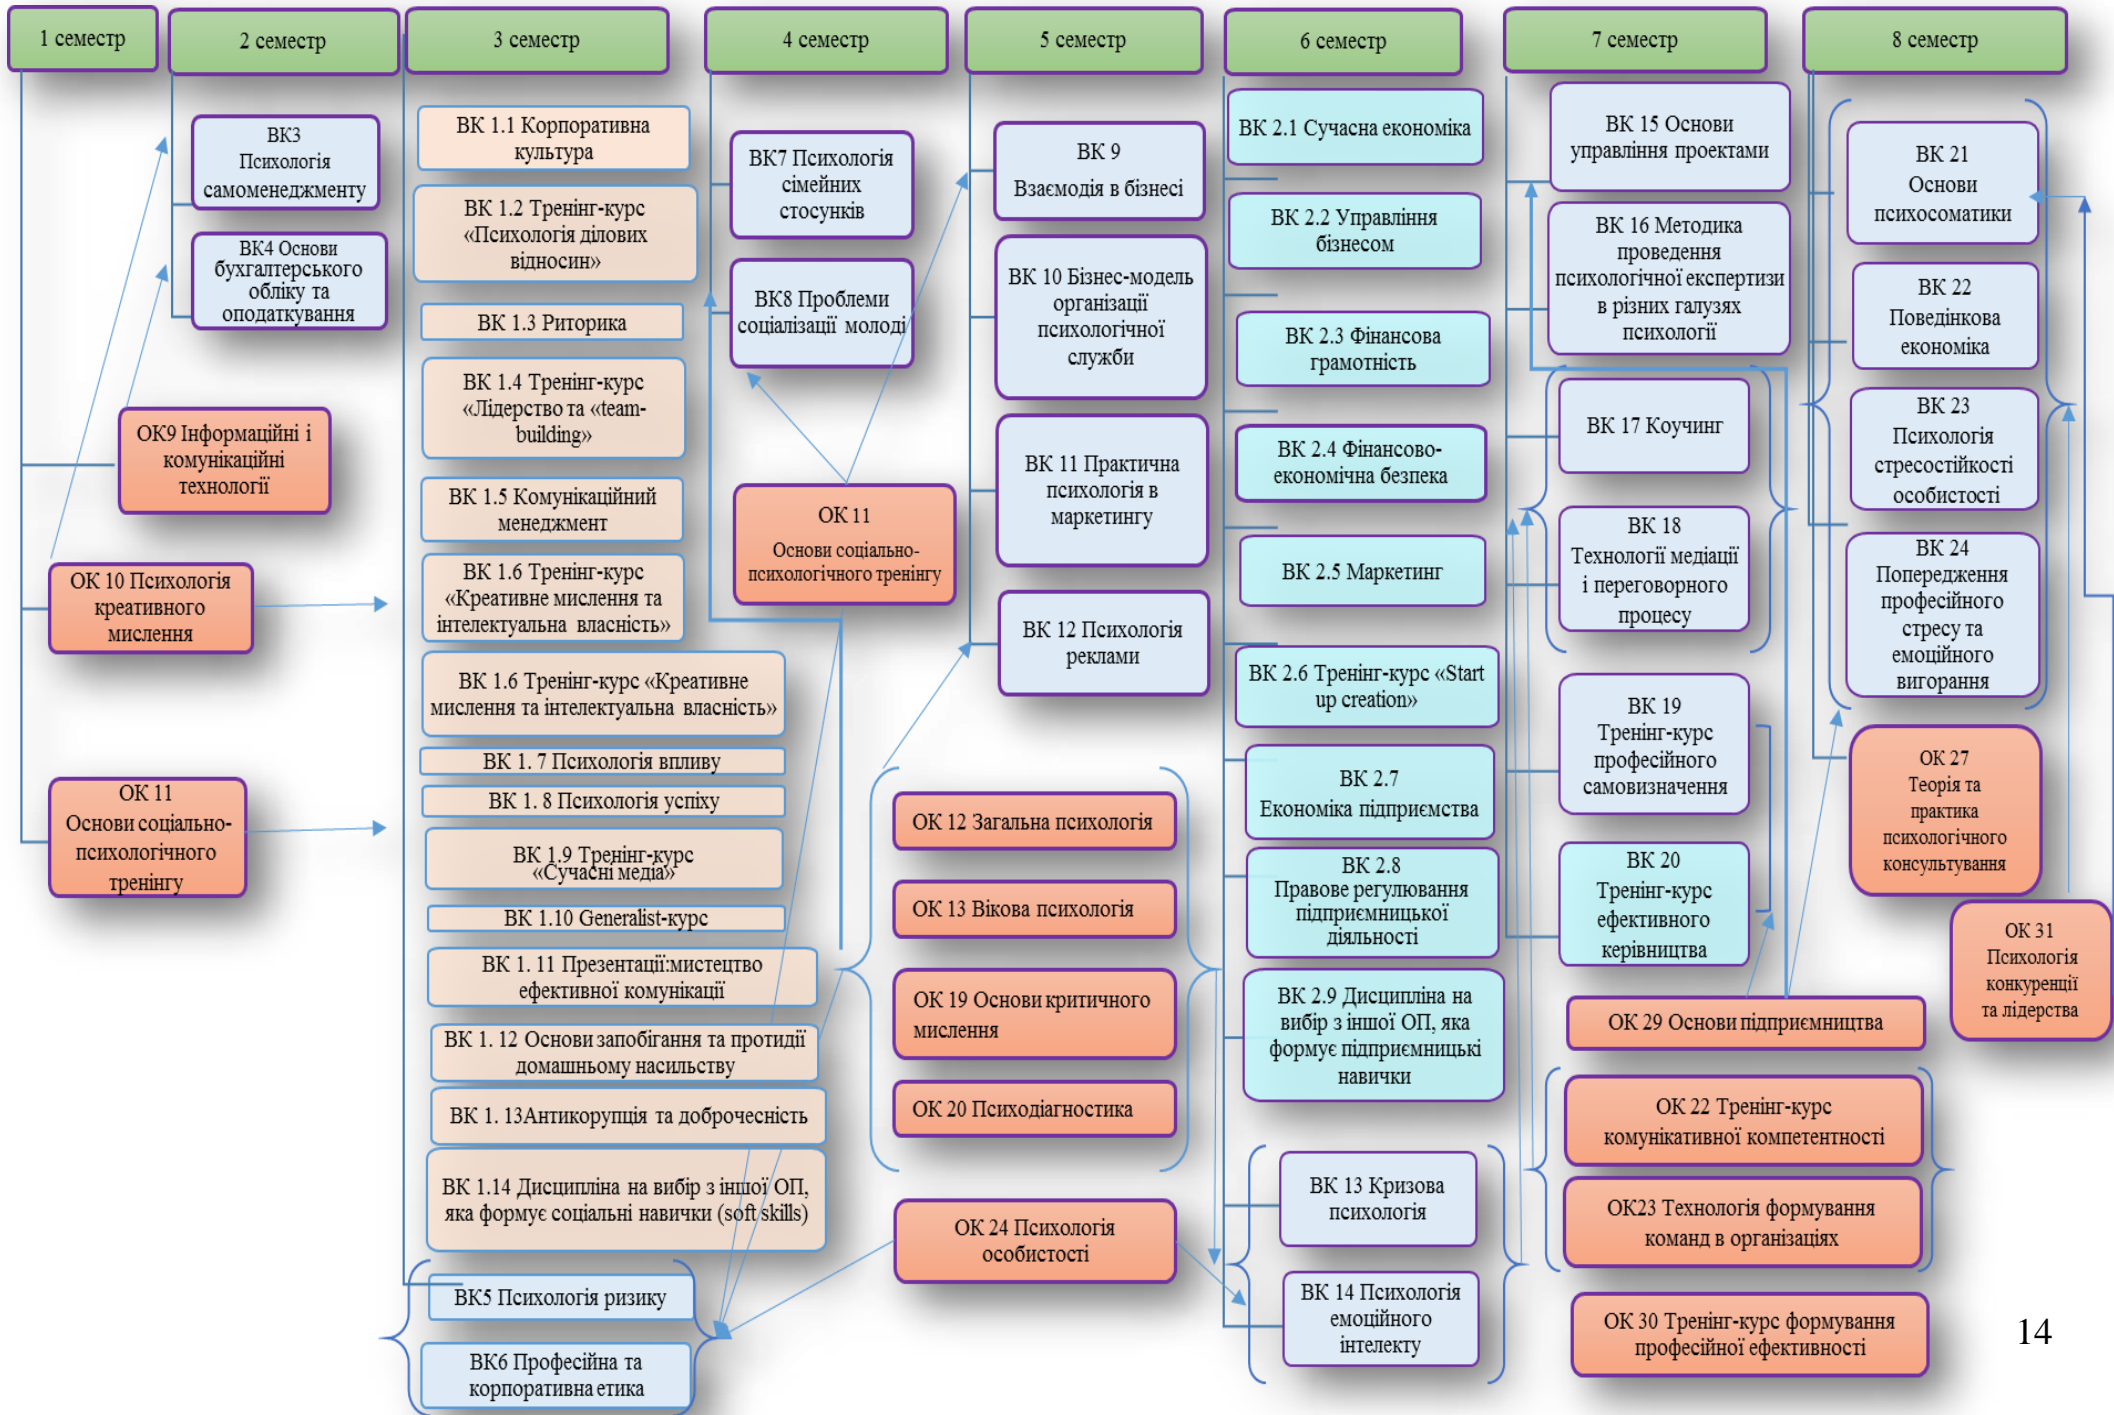 1 семестр
2 семестр
3 семестр
4 семестр
5 семестр
6 семестр
7 семестр
8 семестр
ОК9 Інформаційні і
комунікаційні
технології
ОК 10 Психологія
креативного
мислення
ОК 11
Основи соціально-
психологічного
тренінгу
ВК3
Психологія
самоменеджменту
ВК4 Основи
бухгалтерського
обліку та
оподаткування
ВК 1.1 Корпоративна
культура
ВК 1.2 Тренінг-курс
«Психологія ділових
відносин»
ВК 1.3 Риторика
ВК 1.4 Тренінг-курс
«Лідерство та «team-
building»
ВК 1.5 Комунікаційний
менеджмент
ВК 1.6 Тренінг-курс
«Креативне мислення та
інтелектуальна власність»
ВК 1.6 Тренінг-курс «Креативне
мислення та інтелектуальна власність»
ВК 1. 7 Психологія впливу
ВК 1. 8 Психологія успіху
ВК 1.9 Тренінг-курс
«Сучасні медіа»
ВК 1.10 Generalist-курс
ВК 1. 11 Презентації:мистецтво
ефективної комунікації
ВК 1. 12 Основи запобігання та протидії
домашньому насильству
ВК 1. 13Антикорупція та доброчесність
ВК 1.14 Дисципліна на вибір з іншої ОП,
яка формує соціальні навички (soft skills)
ВК5 Психологія ризику
ВК6 Професійна та
корпоративна етика
ВК7 Психологія
сімейних
стосунків
ВК8 Проблеми
соціалізації молоді
ОК 11
Основи соціально-
психологічного тренінгу
ВК 9
Взаємодія в бізнесі
ВК 10 Бізнес-модель
організації
психологічної
служби
ВК 11 Практична
психологія в
маркетингу
ВК 12 Психологія
реклами
ОК 12 Загальна психологія
ОК 13 Вікова психологія
ОК 19 Основи критичного
мислення
ОК 20 Психодіагностика
ОК 24 Психологія
особистості
ВК 2.1 Сучасна економіка
ВК 2.2 Управління
бізнесом
ВК 2.3 Фінансова
грамотність
ВК 2.4 Фінансово-
економічна безпека
ВК 2.5 Маркетинг
ВК 2.6 Тренінг-курс «Start
up creation»
ВК 2.7
Економіка підприємства
ВК 2.8
Правове регулювання
підприємницької
діяльності
ВК 2.9 Дисципліна на
вибір з іншої ОП, яка
формує підприємницькі
навички
ВК 13 Кризова
психологія
ВК 14 Психологія
емоційного
інтелекту
ВК 15 Основи
управління проектами
ВК 16 Методика
проведення
психологічної експертизи
в різних галузях
психології
ВК 17 Коучинг
ВК 18
Технології медіації
і переговорного
процесу
ВК 19
Тренінг-курс
професійного
самовизначення
ВК 20
Тренінг-курс
ефективного
керівництва
ОК 29 Основи підприємництва
ОК 22 Тренінг-курс
комунікативної компетентності
ОК23 Технологія формування
команд в організаціях
ОК 30 Тренінг-курс формування
професійної ефективності
ВК 21
Основи
психосоматики
ВК 22
Поведінкова
економіка
ВК 23
Психологія
стресостійкості
особистості
ВК 24
Попередження
професійного
стресу та
емоційного
вигорання
ОК 27
Теорія та
практика
психологічного
консультування
ОК 31
Психологія
конкуренції
та лідерства
14